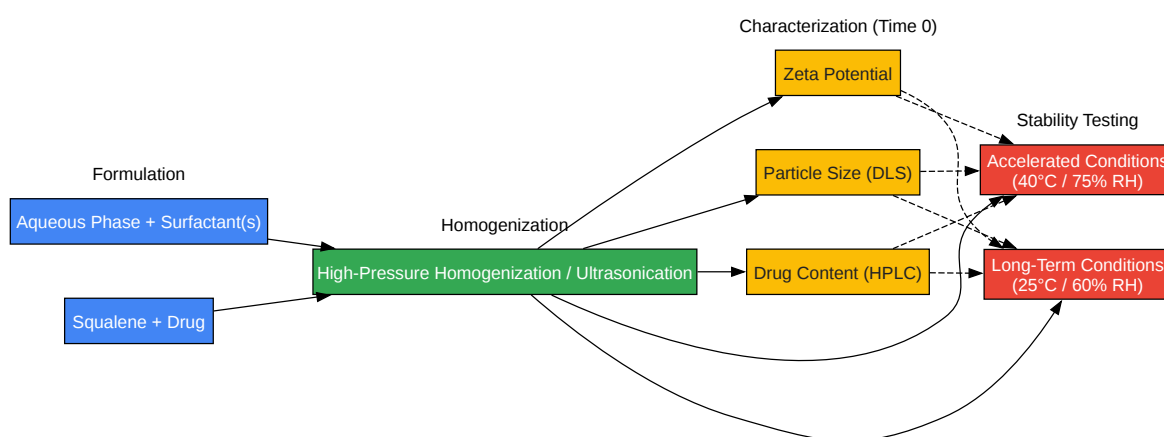 Formulation
Aqueous Phase + Surfactant(s)
Squalene + Drug
Homogenization
High-Pressure Homogenization / Ultrasonication
Characterization (Time 0)
Zeta Potential
Particle Size (DLS)
Drug Content (HPLC)
Stability Testing
Accelerated Conditions
(40°C / 75% RH)
Long-Term Conditions
(25°C / 60% RH)